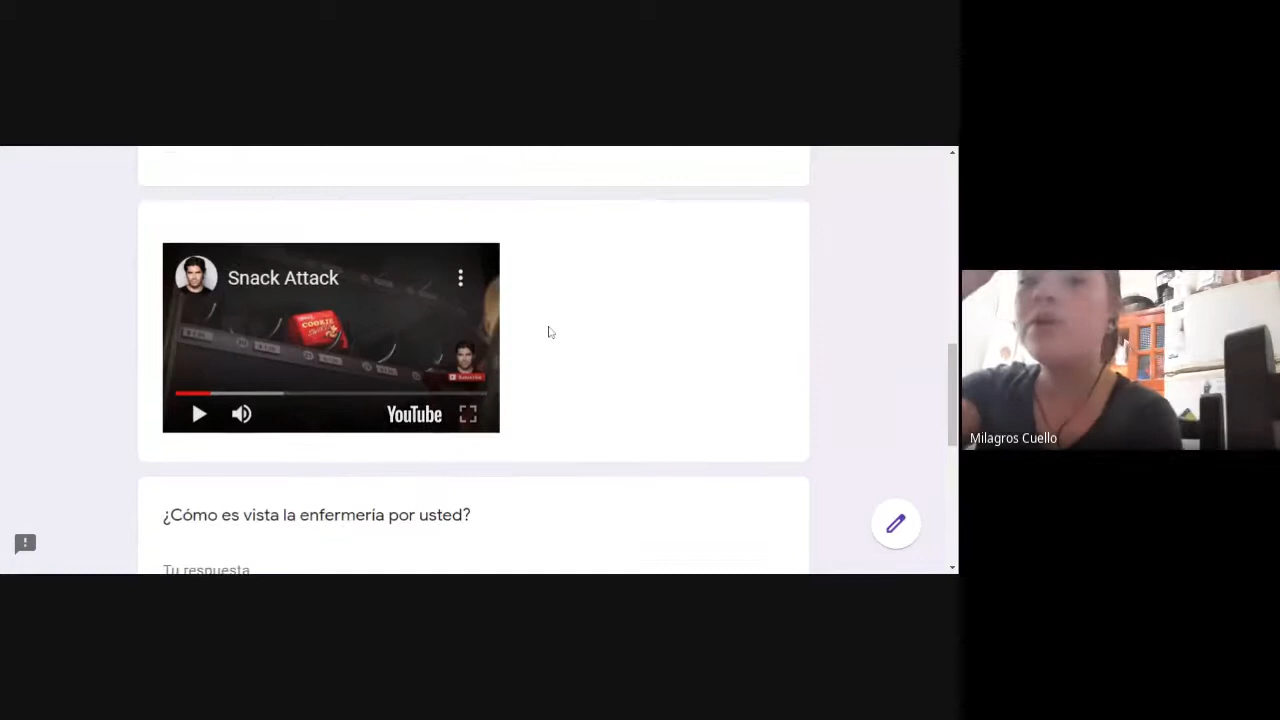 Snack Attack
COOKIE
YouTube
¿Cómo es vista la enfermería por usted?
Tu respuesta
Milagros Cuello